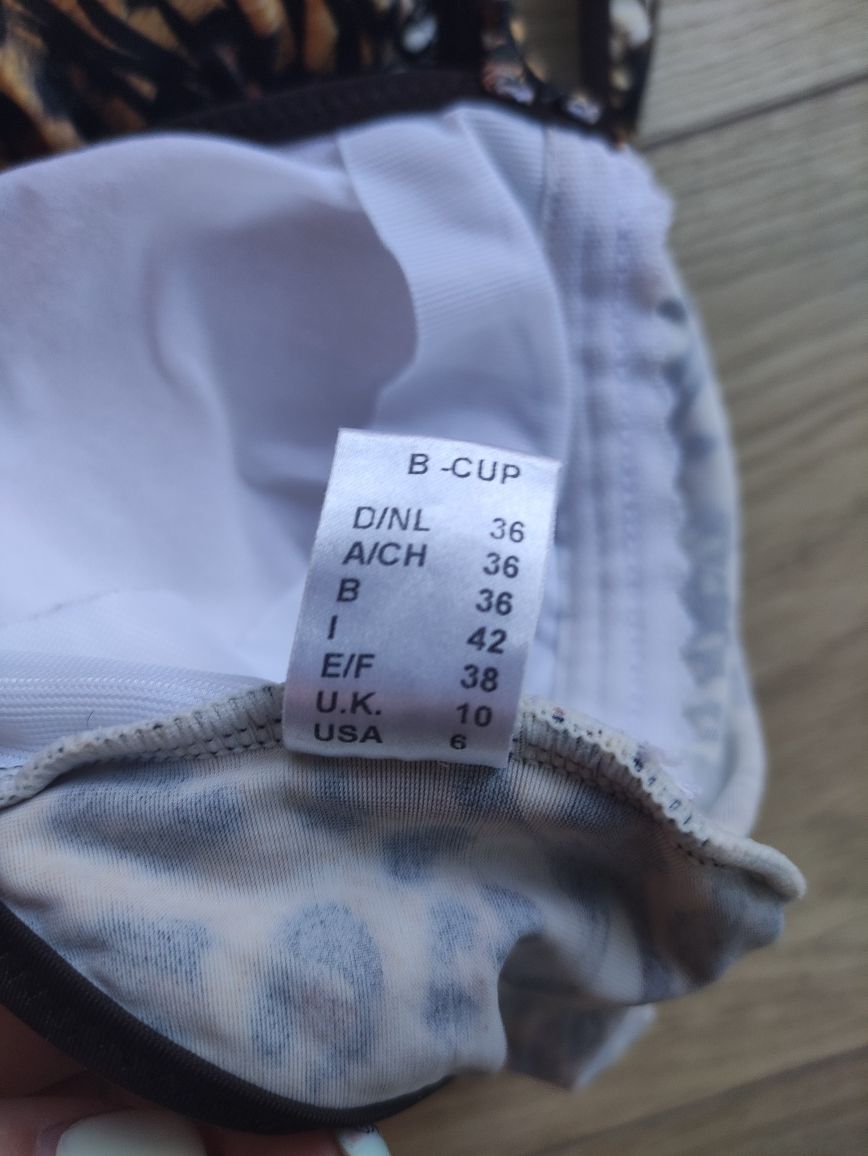 B -CUP
D/NL 36
A/CH 36
B 36
I 42
E/F 38
U.K. 10
USA 6